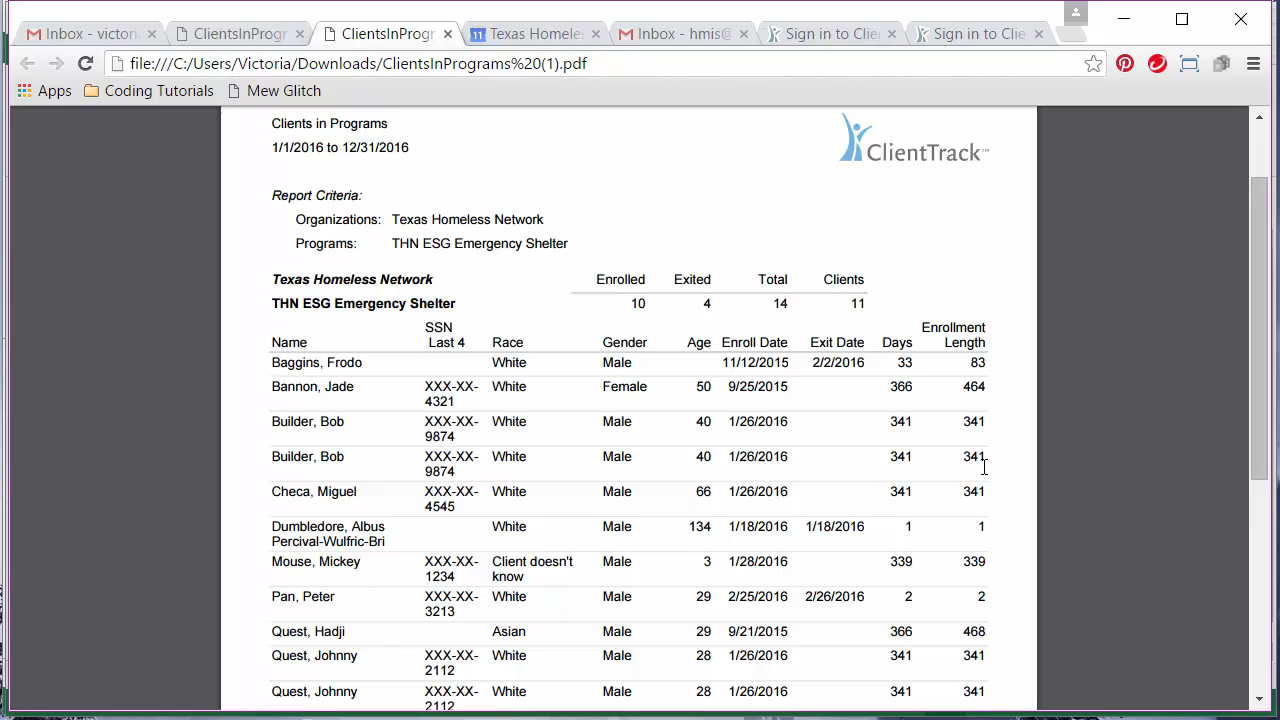 Inbox - victori
ClientsInProgr
ClientsInProgr
11 Texas Homele
Inbox - hmis@
Sign in to Clie
Sign in to Clie
file:///C:/Users/Victoria/Downloads/ClientsInPrograms%20(1).pdf
Apps Coding Tutorials Mew Glitch
Clients in Programs
1/1/2016 to 12/31/2016
ClientTrack™
Report Criteria:
Organizations: Texas Homeless Network
Programs: THN ESG Emergency Shelter
Texas Homeless Network Enrolled Exited Total Clients
THN ESG Emergency Shelter 10 4 14 11
SSN Enrollment
Name Last 4 Race Gender Age Enroll Date Exit Date Days Length
Baggins, Frodo White Male 11/12/2015 2/2/2016 33 83
Bannon, Jade XXX-XX- White Female 50 9/25/2015 366 464
4321
Builder, Bob XXX-XX- White Male 40 1/26/2016 341 341
9874
Builder, Bob XXX-XX- White Male 40 1/26/2016 341 341
9874
Checa, Miguel XXX-XX- White Male 66 1/26/2016 341 341
4545
Dumbledore, Albus White Male 134 1/18/2016 1/18/2016 1 1
Percival-Wulfric-Bri
Mouse, Mickey XXX-XX- Client doesn't Male 3 1/28/2016 339 339
1234 know
Pan, Peter XXX-XX- White Male 29 2/25/2016 2/26/2016 2 2
3213
Quest, Hadji Asian Male 29 9/21/2015 366 468
Quest, Johnny XXX-XX- White Male 28 1/26/2016 341 341
2112
Quest, Johnny XXX-XX- White Male 28 1/26/2016 341 341
2112